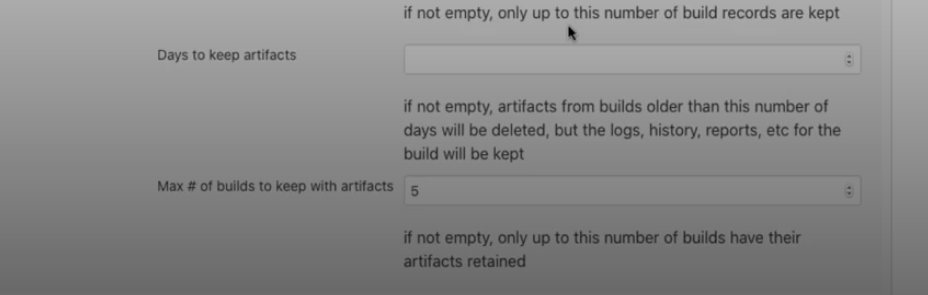 if not empty, only up to this number of build records are kept
Days to keep artifacts
if not empty, artifacts from builds older than this number of
days will be deleted, but the logs, history, reports, etc for the
build will be kept
Max # of builds to keep with artifacts
5
if not empty, only up to this number of builds have their
artifacts retained